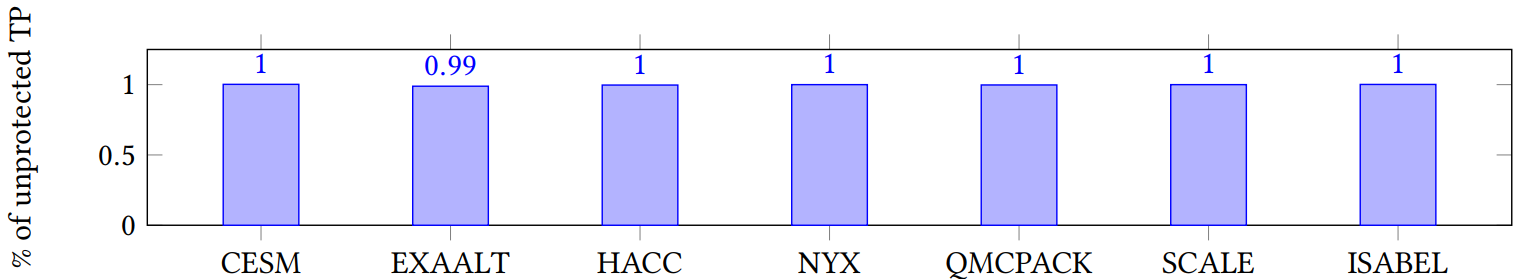 % of unprotected TP
1 0.99 1 1 1 1 1
1
0.5
0
CESM EXAALT HACC NYX QMCPACK SCALE ISABEL